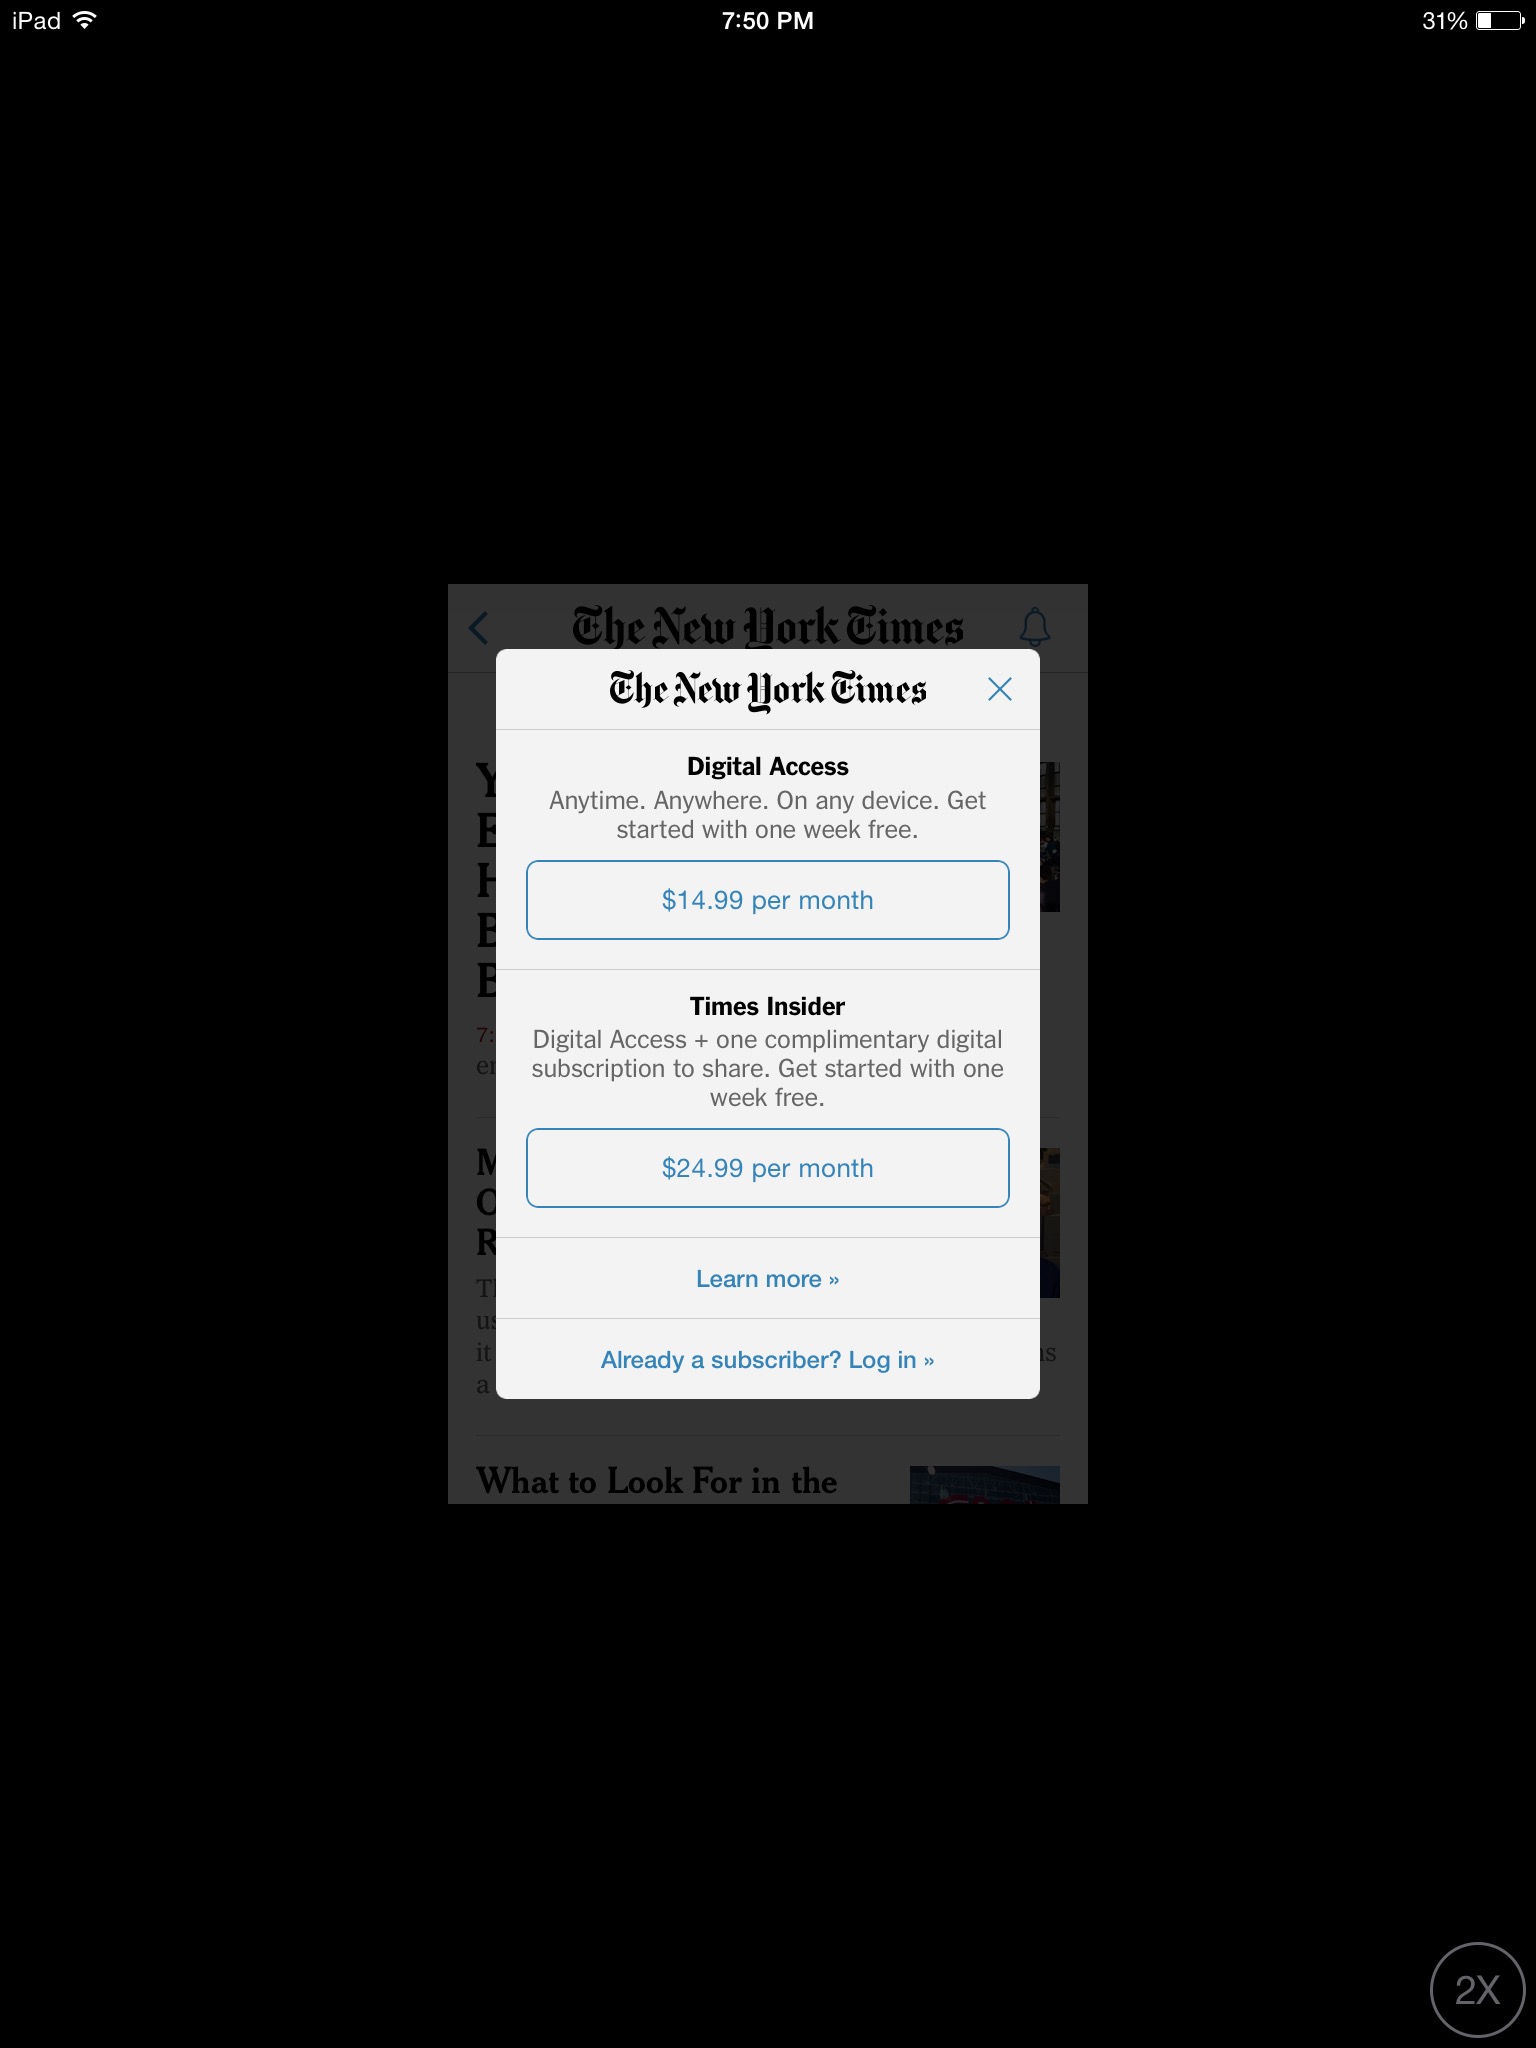 iPad 7:50 PM 31%
The New York Times
The New York Times
Digital Access
Anytime. Anywhere. On any device. Get
started with one week free.
$14.99 per month
Times Insider
Digital Access + one complimentary digital
subscription to share. Get started with one
week free.
$24.99 per month
Learn more »
it
a
Already a subscriber? Log in »
What to Look For in the
2X